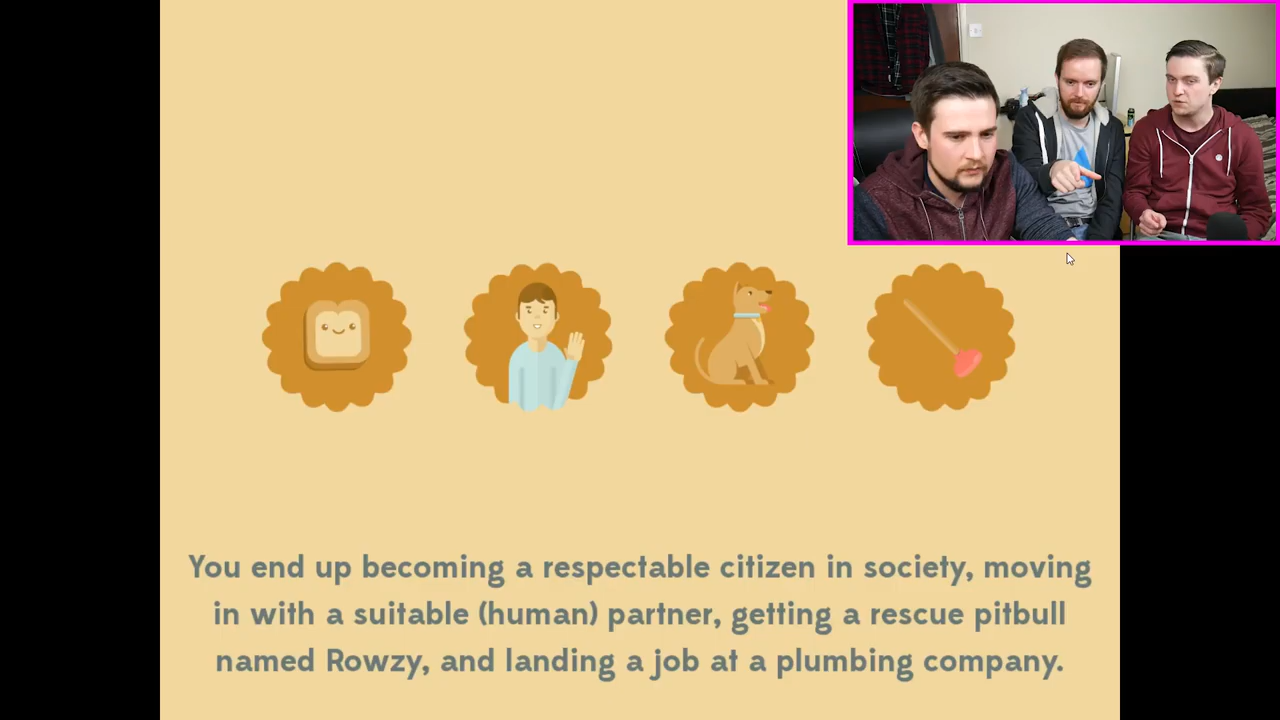 You end up becoming a respectable citizen in society, moving
in with a suitable (human) partner, getting a rescue pitbull
named Rowzy, and landing a job at a plumbing company.